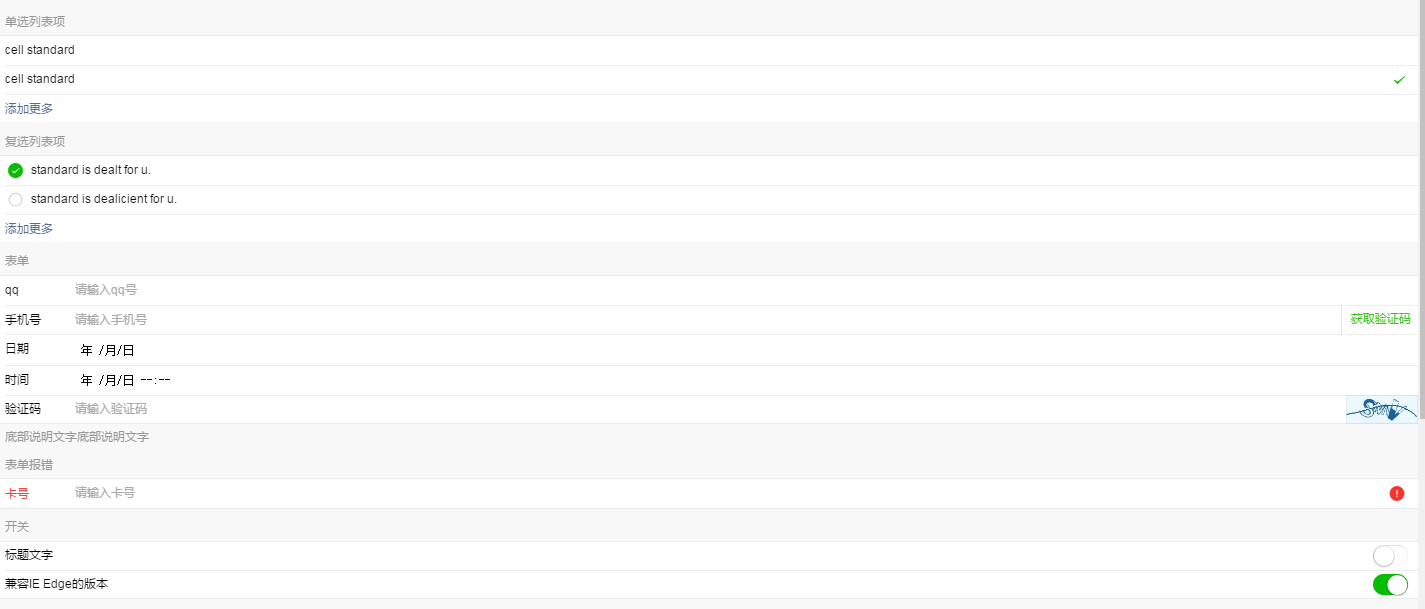 单选列表项
cell standard
cell standard
添加更多
复选列表项
standard is dealt for u.
standard is dealicient for u.
添加更多
表单
qq 请输入qq号
手机号 请输入手机号 获取验证码
日期 年 /月/日
时间 年 /月/日 --:--
验证码 请输入验证码
底部说明文字底部说明文字
表单报错
卡号 请输入卡号
开关
标题文字
兼容IE Edge的版本